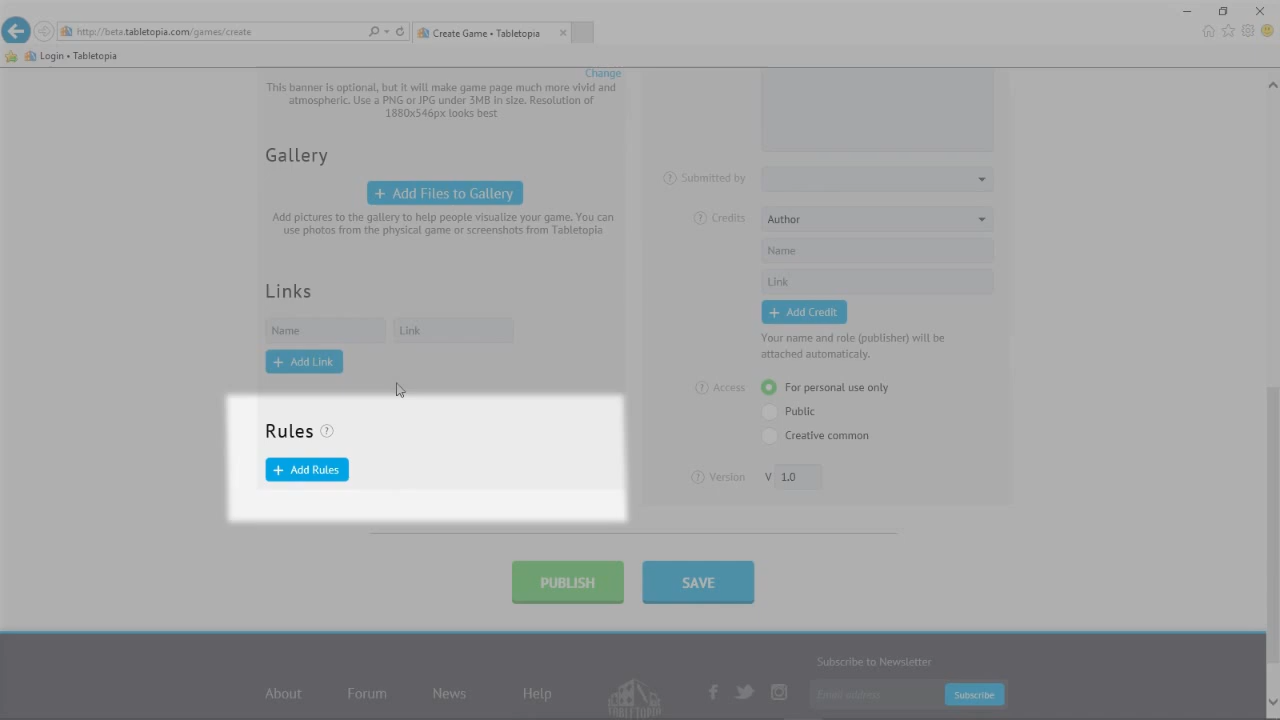 http://beta.tabletopia.com/games/create
Create Game • Tabletopia
Login • Tabletopia
Change
This banner is optional, but it will make game page much more vivid and
atmospheric. Use a PNG or JPG under 3MB in size. Resolution of
1880x546px looks best
Gallery
+ Add Files to Gallery
Add pictures to the gallery to help people visualize your game. You can
use photos from the physical game or screenshots from Tabletopia
Links
Name
Link
+ Add Link
Rules ?
+ Add Rules
? Submitted by
? Credits
Author
Name
Link
+ Add Credit
Your name and role (publisher) will be
attached automaticaly.
? Access
For personal use only
Public
Creative common
? Version
V 1.0
PUBLISH
SAVE
About
Forum
News
Help
TABLETOPIA
Subscribe to Newsletter
Email address
Subscribe